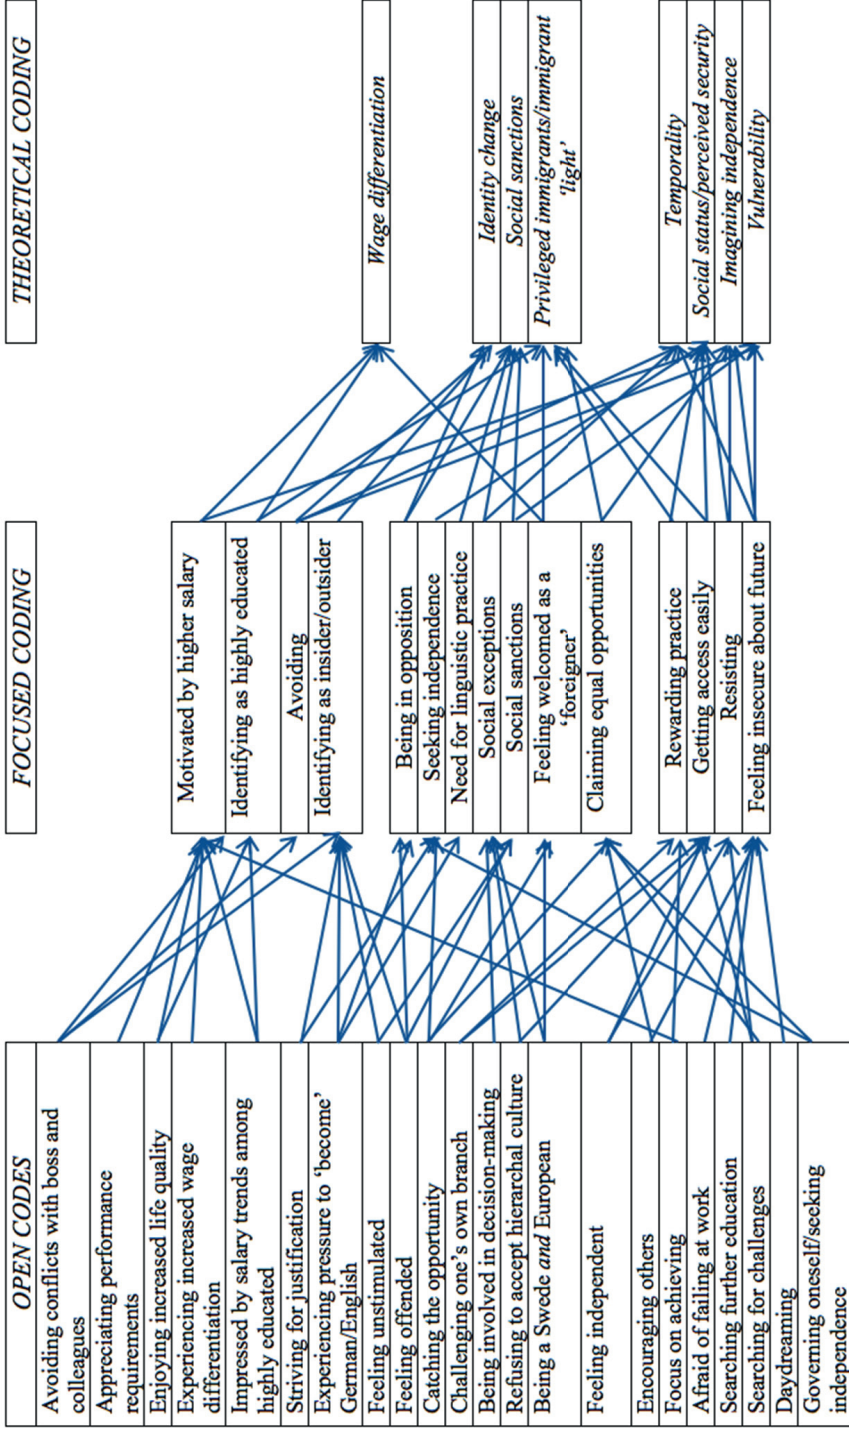 OPEN CODES
Avoiding conflicts with boss and
colleagues
Appreciating performance
requirements
Enjoying increased life quality
Experiencing increased wage
differentiation
Impressed by salary trends among
highly educated
Striving for justification
Experiencing pressure to ‘become’
German/English
Feeling unstimulated
Feeling offended
Catching the opportunity
Challenging one’s own branch
Being involved in decision-making
Refusing to accept hierarchal culture
Being a Swede and European
Feeling independent
Encouraging others
Focus on achieving
Afraid of failing at work
Searching further education
Searching for challenges
Daydreaming
Governing oneself/seeking
independence
FOCUSED CODING
Motivated by higher salary
Identifying as highly educated
Avoiding
Identifying as insider/outsider
Being in opposition
Seeking independence
Need for linguistic practice
Social exceptions
Social sanctions
Feeling welcomed as a
‘foreigner’
Claiming equal opportunities
Rewarding practice
Getting access easily
Resisting
Feeling insecure about future
THEORETICAL CODING
Wage differentiation
Identity change
Social sanctions
Privileged immigrants/immigrant
‘light’
Temporality
Social status/perceived security
Imagining independence
Vulnerability